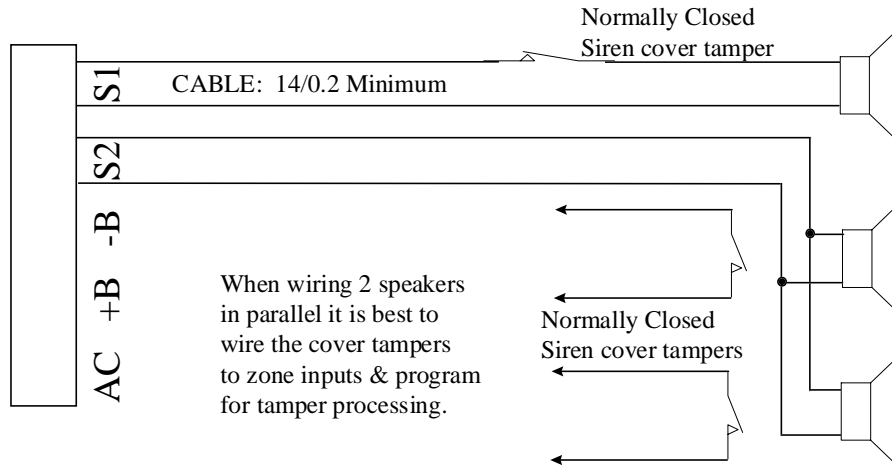 Normally Closed
Siren cover tamper
S1
CABLE:  14/0.2 Minimum
S2
-B
+B
AC
When wiring 2 speakers
in parallel it is best to
wire the cover tampers
to zone inputs & program
for tamper processing.
Normally Closed
Siren cover tampers